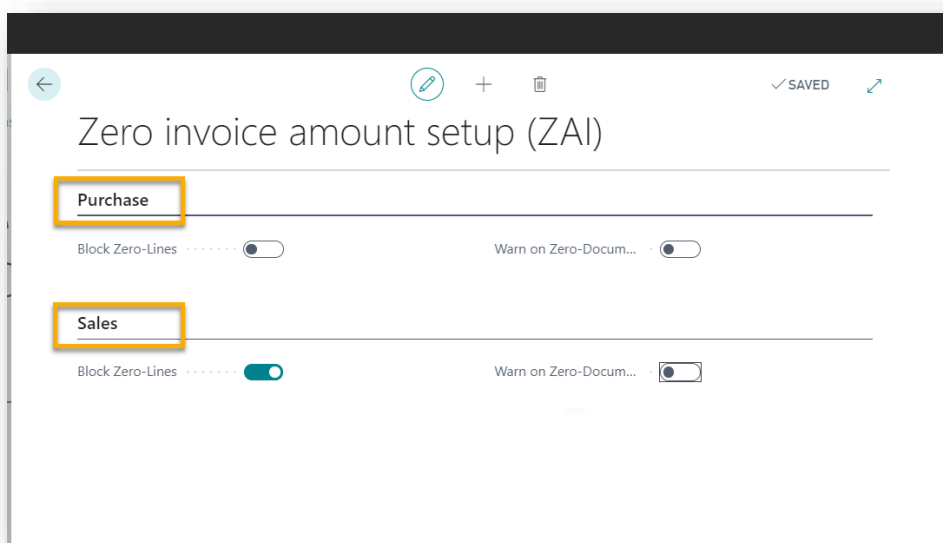 SAVED
Zero invoice amount setup (ZAI)
Purchase
Block Zero-Lines
Warn on Zero-Docum...
Sales
Block Zero-Lines
Warn on Zero-Docum...